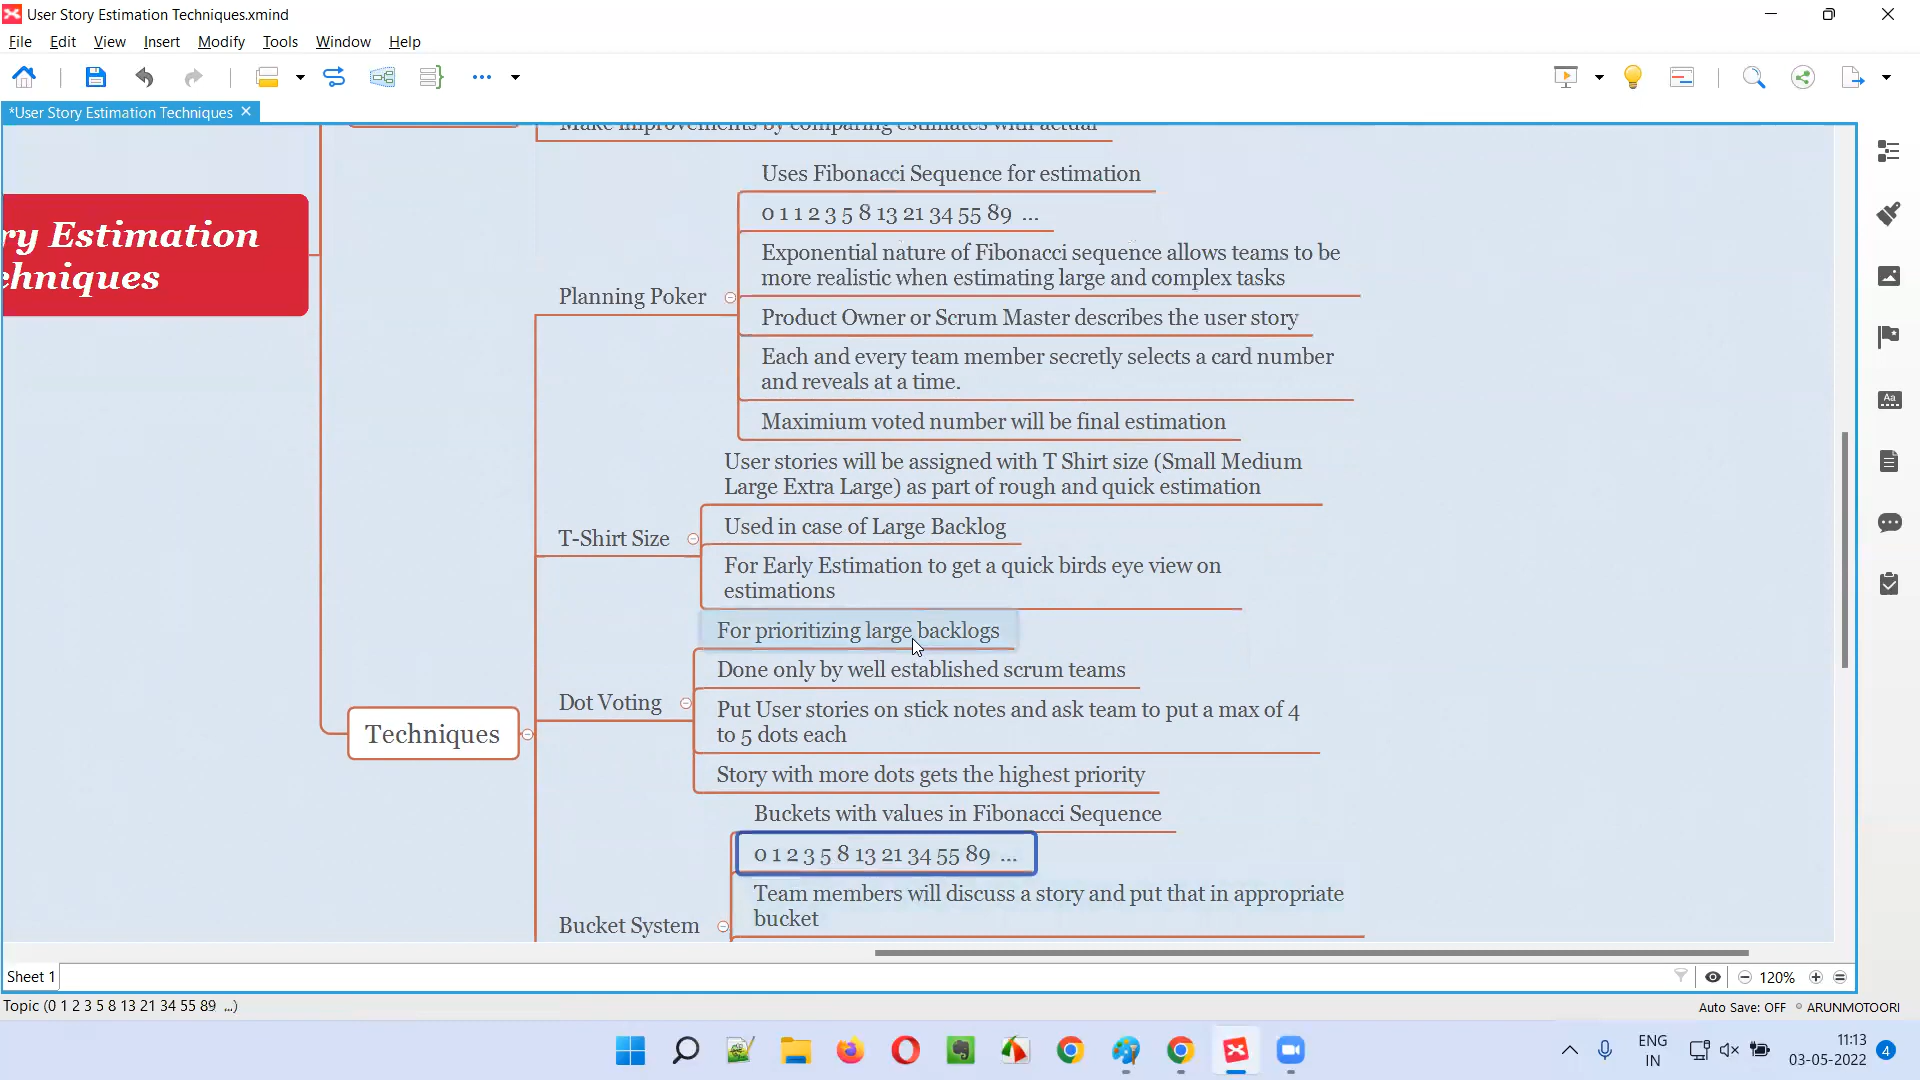 User Story Estimation Techniques.xmind
File Edit View Insert Modify Tools Window Help
*User Story Estimation Techniques
Make improvements by comparing estimates with actual
ry Estimation
chniques
Uses Fibonacci Sequence for estimation
0 1 1 2 3 5 8 13 21 34 55 89 ...
Exponential nature of Fibonacci sequence allows teams to be
more realistic when estimating large and complex tasks
Planning Poker
Product Owner or Scrum Master describes the user story
Each and every team member secretly selects a card number
and reveals at a time.
Maximium voted number will be final estimation
User stories will be assigned with T Shirt size (Small Medium
Large Extra Large) as part of rough and quick estimation
T-Shirt Size
Used in case of Large Backlog
For Early Estimation to get a quick birds eye view on
estimations
For prioritizing large backlogs
Done only by well established scrum teams
Dot Voting
Put User stories on stick notes and ask team to put a max of 4
to 5 dots each
Techniques
Story with more dots gets the highest priority
Buckets with values in Fibonacci Sequence
0 1 2 3 5 8 13 21 34 55 89 ...
Team members will discuss a story and put that in appropriate
bucket
Bucket System
Sheet 1
120%
Topic (0 1 2 3 5 8 13 21 34 55 89 ...)
Auto Save: OFF
ARUNMOTOORI
ENG
IN
11:13
03-05-2022
4
Aa